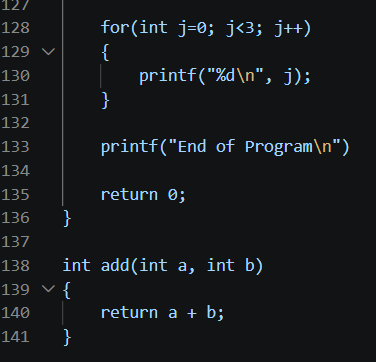 127
128 for(int j=0; j<3; j++)
129 {
130 printf("%d\n", j);
131 }
132
133 printf("End of Program\n")
134
135 return 0;
136 }
137
138 int add(int a, int b)
139 {
140 return a + b;
141 }